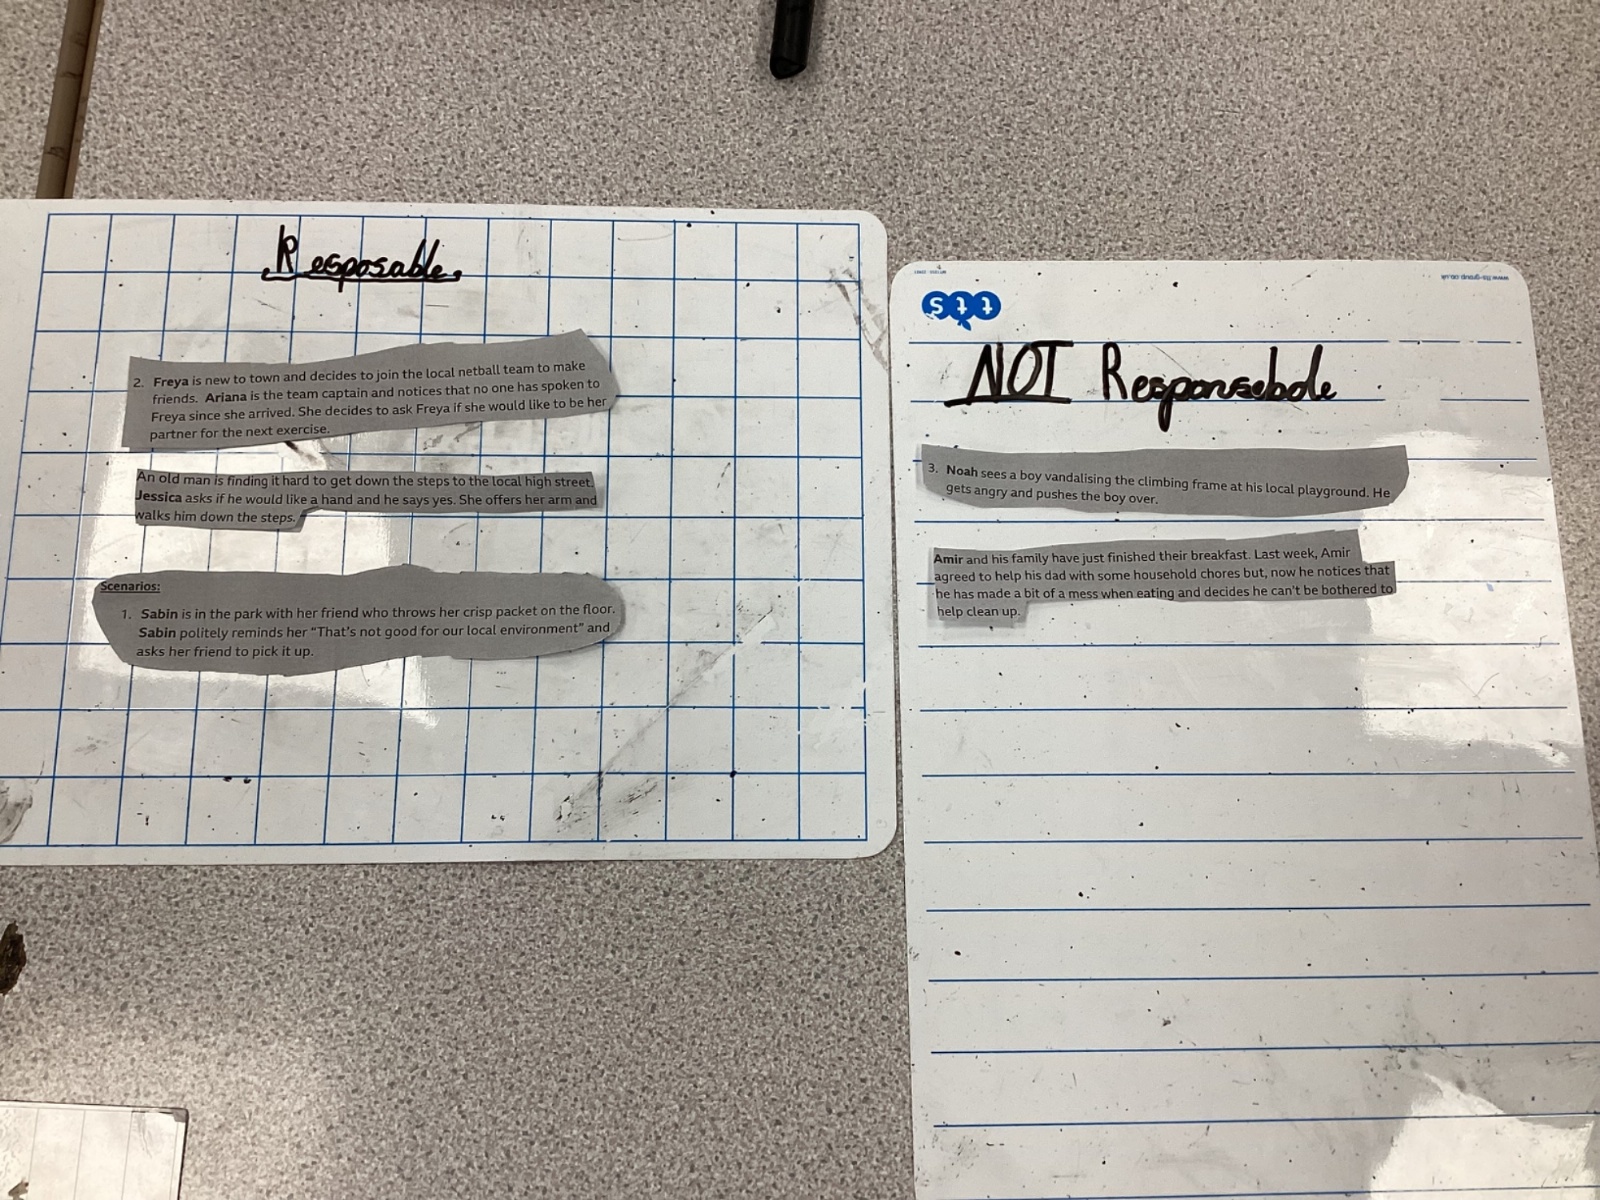 Resposable
2. Freya is new to town and decides to join the local netball team to make
friends. Ariana is the team captain and notices that no one has spoken to
Freya since she arrived. She decides to ask Freya if she would like to be her
partner for the next exercise.
An old man is finding it hard to get down the steps to the local high street.
Jessica asks if he would like a hand and he says yes. She offers her arm and
walks him down the steps.
Scenarios:
1. Sabin is in the park with her friend who throws her crisp packet on the floor.
Sabin politely reminds her “That’s not good for our local environment” and
asks her friend to pick it up.
tts
www.tts-group.co.uk
NOT Responsebole
3. Noah sees a boy vandalising the climbing frame at his local playground. He
gets angry and pushes the boy over.
Amir and his family have just finished their breakfast. Last week, Amir
agreed to help his dad with some household chores but, now he notices that
he has made a bit of a mess when eating and decides he can't be bothered to
help clean up.